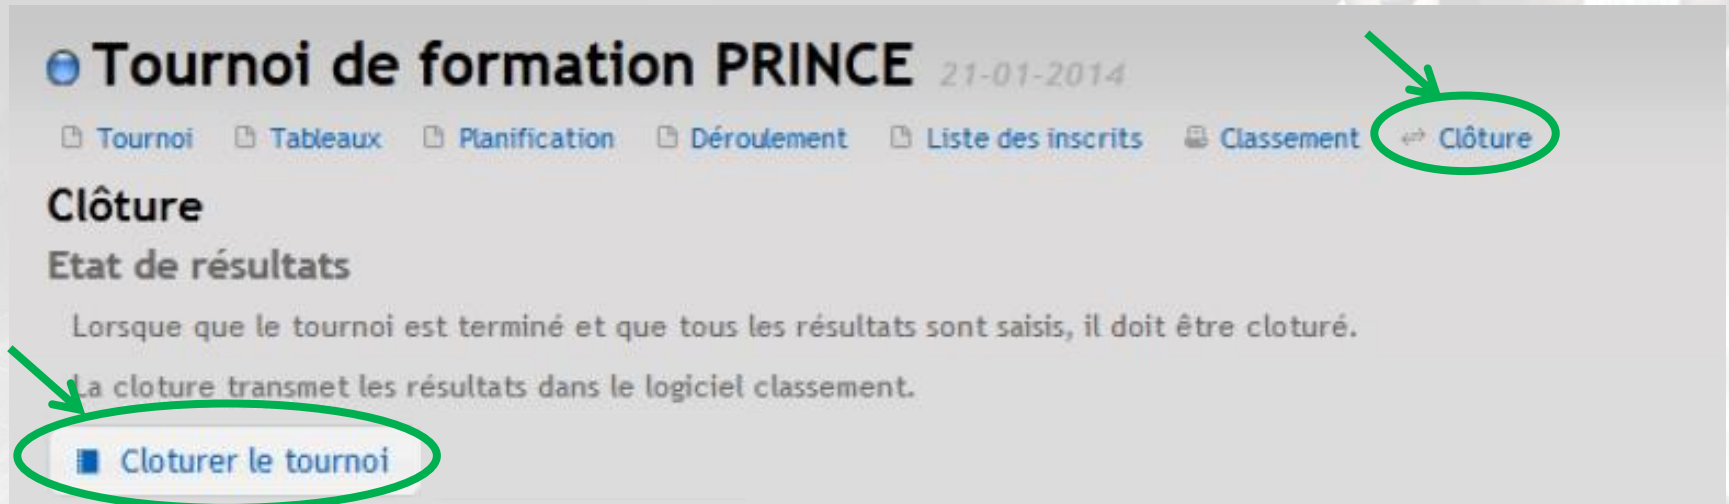 Tournoi de formation PRINCE 21-01-2014
Tournoi Tableaux Planification Déroulement Liste des inscrits Classement Clôture
Clôture
Etat de résultats
Lorsque que le tournoi est terminé et que tous les résultats sont saisis, il doit être cloturé.
La cloture transmet les résultats dans le logiciel classement.
Cloturer le tournoi